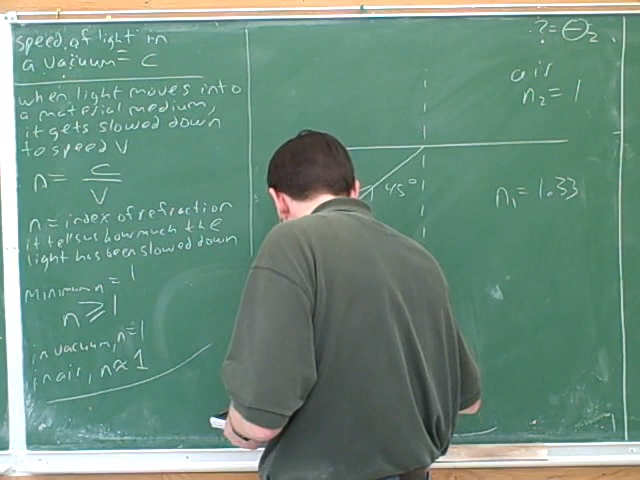 speed of light in
a vacuum = c
when light moves into
a material medium,
it gets slowed down
to speed v
n = c/v
n = index of refraction
it tells us how much the
light has been slowed down
minimum n = 1
n ≥ 1
in vacuum, n = 1
in air, n ≈ 1
? = Θ₂
air
n₂ = 1
45°
n₁ = 1.33